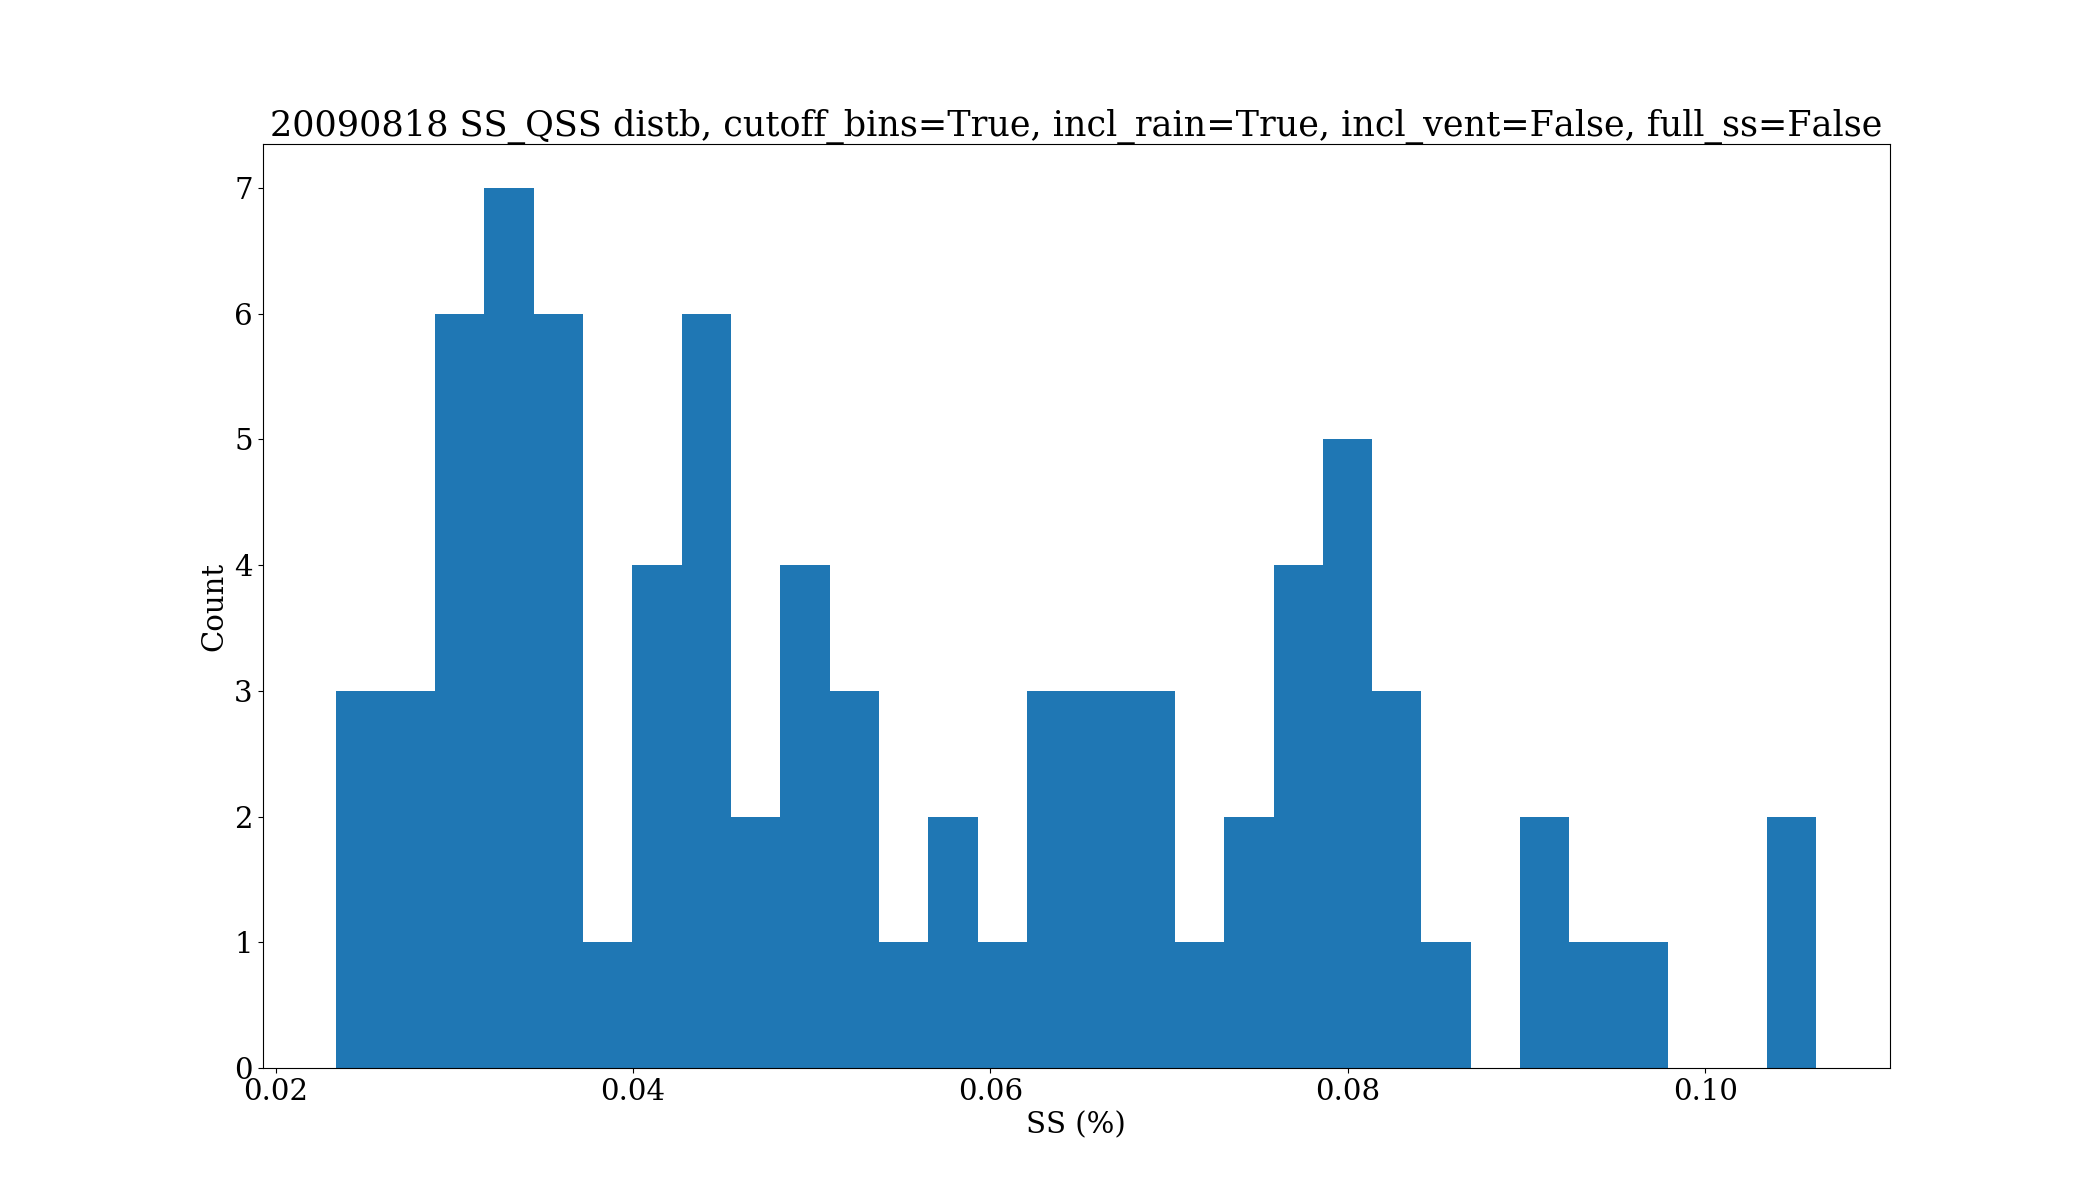 20090818 SS_QSS distb, cutoff_bins=True, incl_rain=True, incl_vent=False, full_ss=False
7
6
5
4
3
2
1
0
Count
0.02 0.04 0.06 0.08 0.10
SS (%)